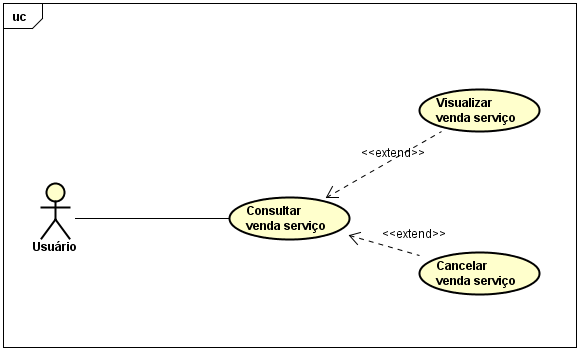 uc
Visualizar
venda serviço
<<extend>>
Consultar
venda serviço
Usuário
<<extend>>
Cancelar
venda serviço